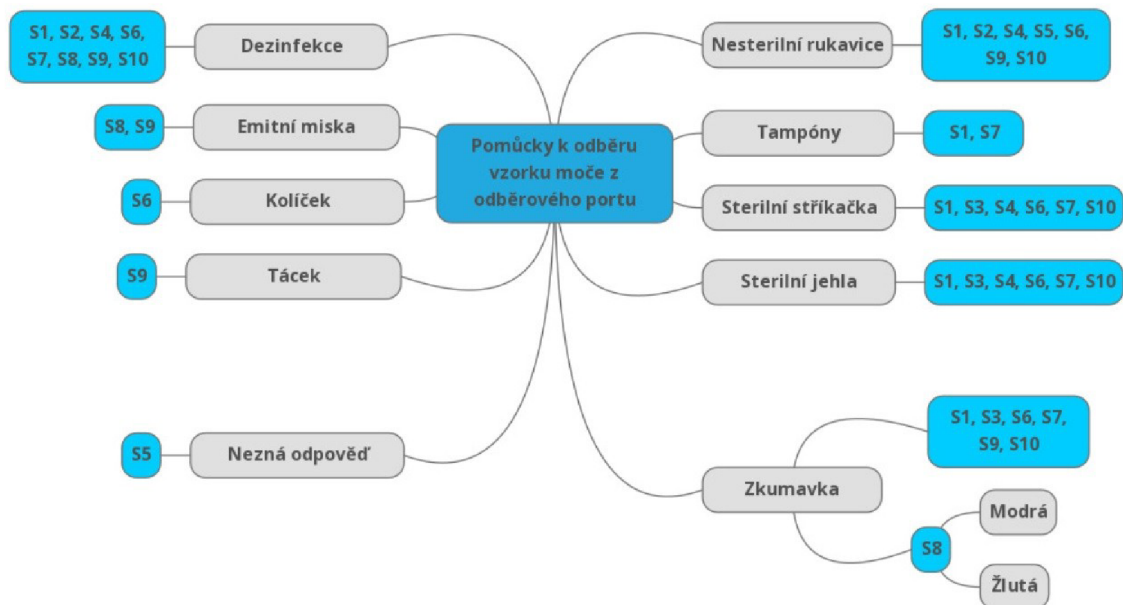 S1, S2, S4, S6,
S7, S8, S9, S10
Dezinfekce
S8, S9
Emitní miska
S6
Kolíček
S9
Tácek
S5
Nezná odpověď
Pomůcky k odběru
vzorku moče z
odběrového portu
Nesterilní rukavice
S1, S2, S4, S5, S6,
S9, S10
Tampóny
S1, S7
Sterilní stříkačka
S1, S3, S4, S6, S7, S10
Sterilní jehla
S1, S3, S4, S6, S7, S10
Zkumavka
S1, S3, S6, S7,
S9, S10
S8
Modrá
Žlutá